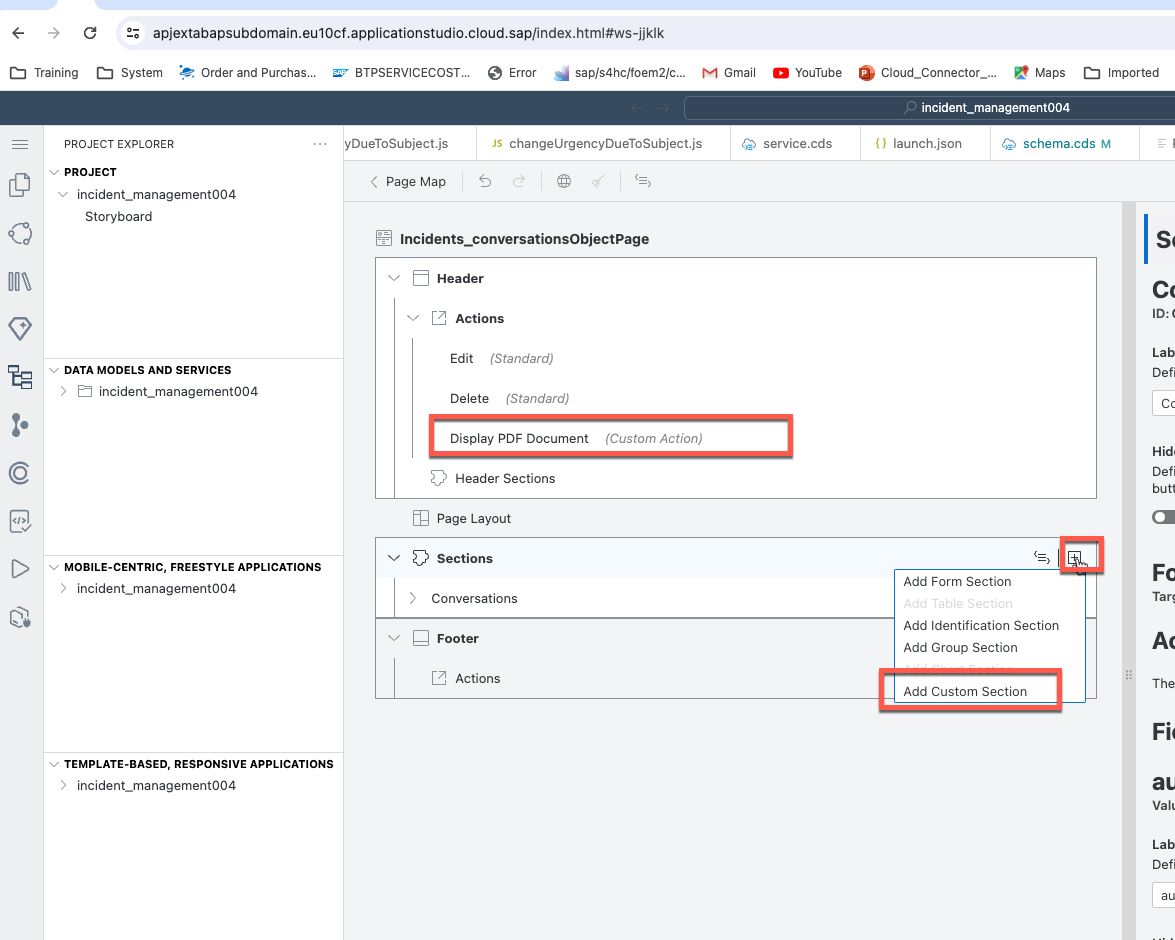 apjextabapsubdomain.eu10cf.applicationstudio.cloud.sap/index.html#ws-jjklk
Training System Order and Purchas... BTPSERVICECOST... Error sap/s4hc/foem2/c... Gmail YouTube Cloud_Connector_... Maps Imported
incident_management004
PROJECT EXPLORER ...
yDueToSubject.js JS changeUrgencyDueToSubject.js service.cds {} launch.json schema.cds M
PROJECT
incident_management004
Storyboard
DATA MODELS AND SERVICES
incident_management004
MOBILE-CENTRIC, FREESTYLE APPLICATIONS
incident_management004
TEMPLATE-BASED, RESPONSIVE APPLICATIONS
incident_management004
Page Map
Incidents_conversationsObjectPage
Header
Actions
Edit (Standard)
Delete (Standard)
Display PDF Document (Custom Action)
Header Sections
Page Layout
Sections
Conversations
Footer
Actions
Add Form Section
Add Table Section
Add Identification Section
Add Group Section
Add Chart Section
Add Custom Section
Se
Co
ID: C
Lab
Defi
Co
Hide
Defi
butt
Fo
Targ
Ac
The
Fie
au
Valu
Lab
Defi
au